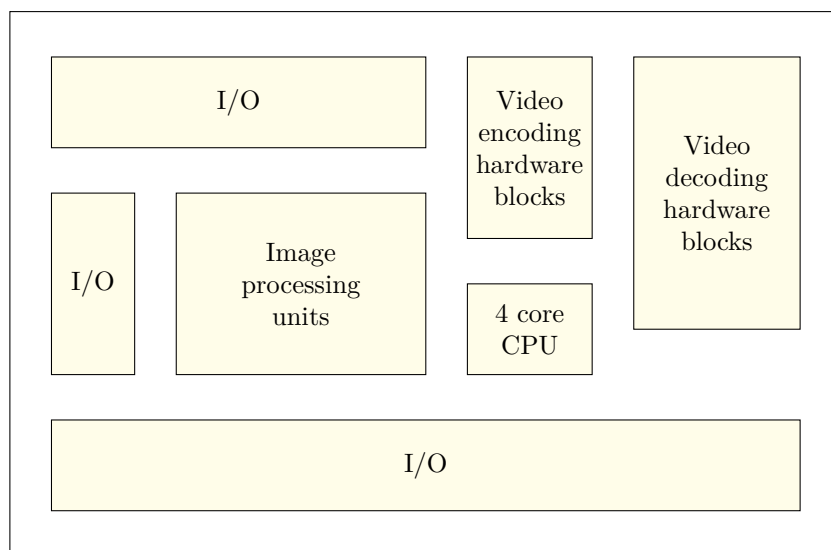 I/O
Video
encoding
hardware
blocks
Video
decoding
hardware
blocks
I/O
Image
processing
units
4 core
CPU
I/O